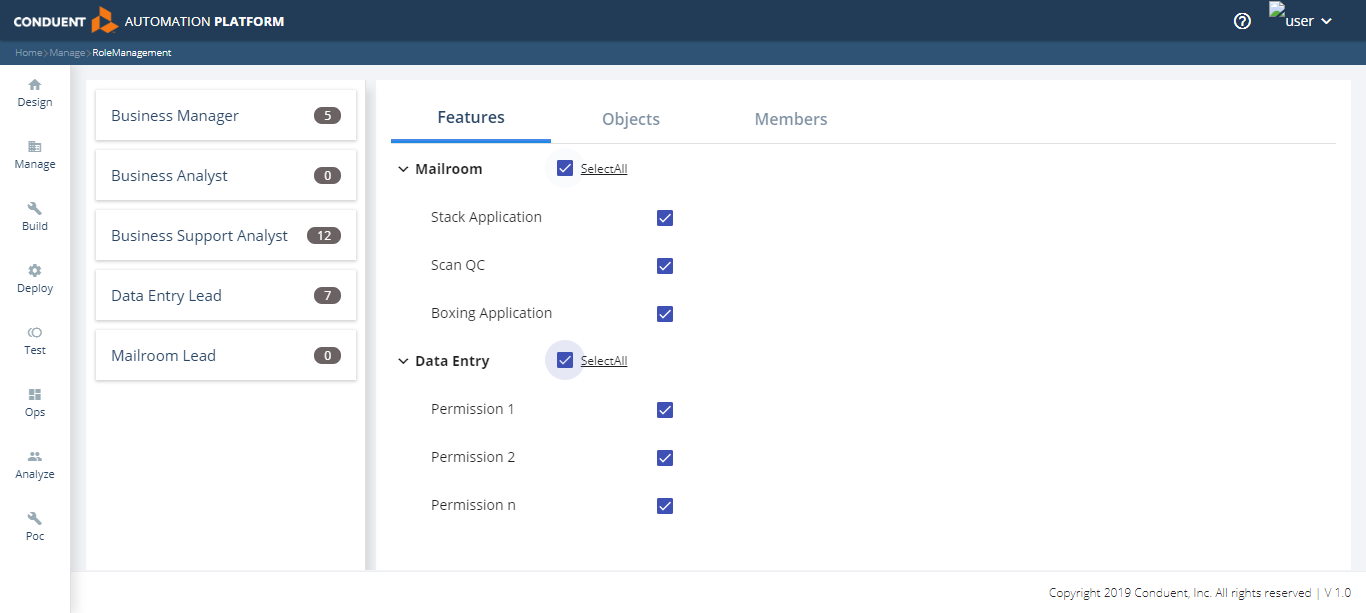 CONDUENT AUTOMATION PLATFORM
user
Home>Manage>RoleManagement
Design
Manage
Build
Deploy
Test
Ops
Analyze
Poc
Business Manager 5
Business Analyst 0
Business Support Analyst 12
Data Entry Lead 7
Mailroom Lead 0
Features Objects Members
Mailroom SelectAll
Stack Application
Scan QC
Boxing Application
Data Entry SelectAll
Permission 1
Permission 2
Permission n
Copyright 2019 Conduent, Inc. All rights reserved | V 1.0